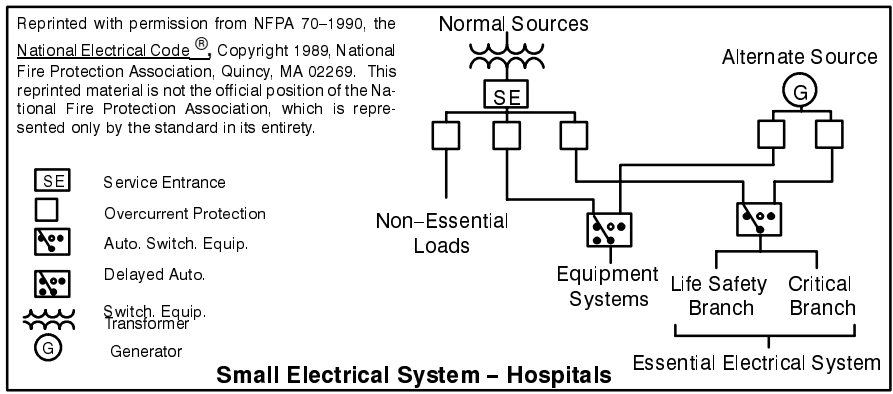 Reprinted with permission from NFPA 70–1990, the
National Electrical Code ®, Copyright 1989, National
Fire Protection Association, Quincy, MA 02269. This
reprinted material is not the official position of the Na-
tional Fire Protection Association, which is repre-
sented only by the standard in its entirety.
Normal Sources
Alternate Source
SE
G
SE Service Entrance
Overcurrent Protection
Auto. Switch. Equip.
Delayed Auto.
Switch. Equip.
Transformer
G Generator
Non–Essential
Loads
Equipment
Systems
Life Safety
Branch
Critical
Branch
Essential Electrical System
Small Electrical System – Hospitals